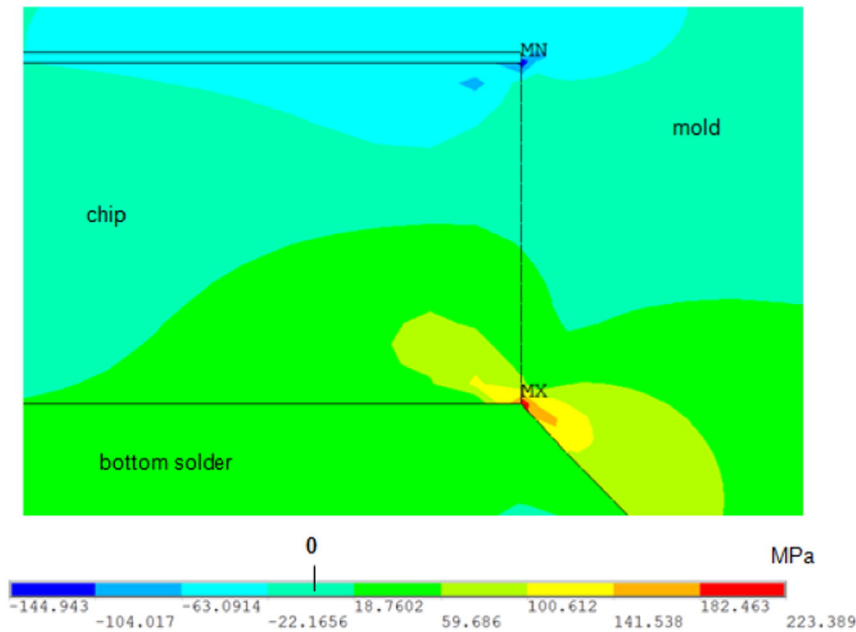 MN
mold
chip
MX
bottom solder
0
MPa
-144.943 -63.0914 18.7602 100.612 182.463
-104.017 -22.1656 59.686 141.538 223.389